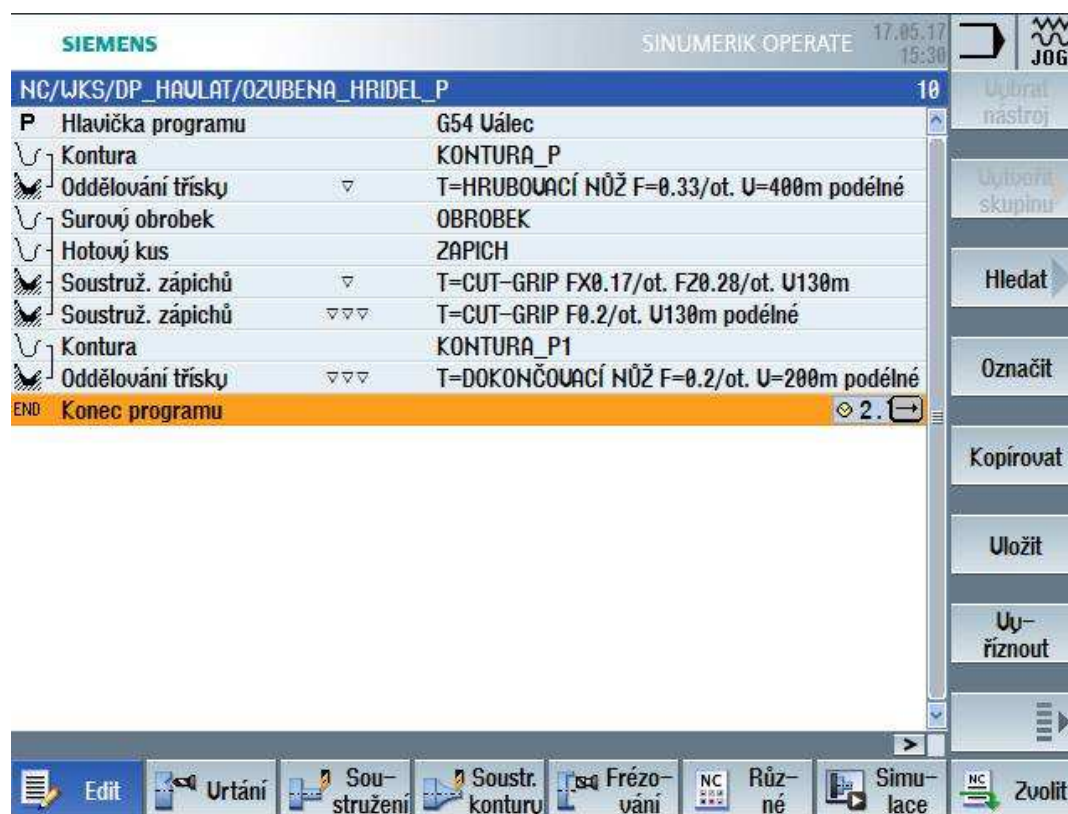 SIEMENS
SINUMERIK OPERATE
17.05.17
15:30
JOG
NC/WKS/DP_HAVLAT/OZUBENA_HRIDEL_P 10
P Hlavička programu G54 Válec
Kontura KONTURA_P
Oddělování třísky ▽ T=HRUBOVACÍ NŮŽ F=0.33/ot. V=400m podélné
Surový obrobek OBROBEK
Hotový kus ZAPICH
Soustruž. zápichů ▽ T=CUT-GRIP FX0.17/ot. FZ0.28/ot. V130m
Soustruž. zápichů ▽▽▽ T=CUT-GRIP F0.2/ot. V130m podélné
Kontura KONTURA_P1
Oddělování třísky ▽▽▽ T=DOKONČOVACÍ NŮŽ F=0.2/ot. V=200m podélné
END Konec programu 2.
Vybrat
nástroj
Vytvořit
skupinu
Hledat
Označit
Kopírovat
Uložit
Vy-
říznout
Edit
Vrtání
Sou-
stružení
Soustr.
konturu
Frézo-
vání
NC
Růz-
né
Simu-
lace
NC
Zvolit